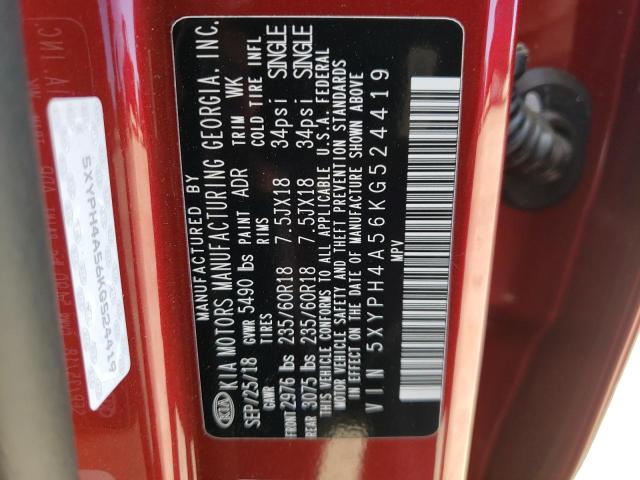 MANUFACTURED BY
KIA KIA MOTORS MANUFACTURING GEORGIA, INC.
SEP/25/18 GVWR 5490 lbs PAINT ADR TRIM WK
GAWR TIRES RIMS COLD TIRE INFL
FRONT 2976 lbs 235/60R18 7.5JX18 34psi SINGLE
REAR 3075 lbs 235/60R18 7.5JX18 34psi SINGLE
THIS VEHICLE CONFORMS TO ALL APPLICABLE U.S.A. FEDERAL
MOTOR VEHICLE SAFETY AND THEFT PREVENTION STANDARDS
IN EFFECT ON THE DATE OF MANUFACTURE SHOWN ABOVE
VIN 5XYPH4A56KG524419
MPV
5XYPH4A56KG524419